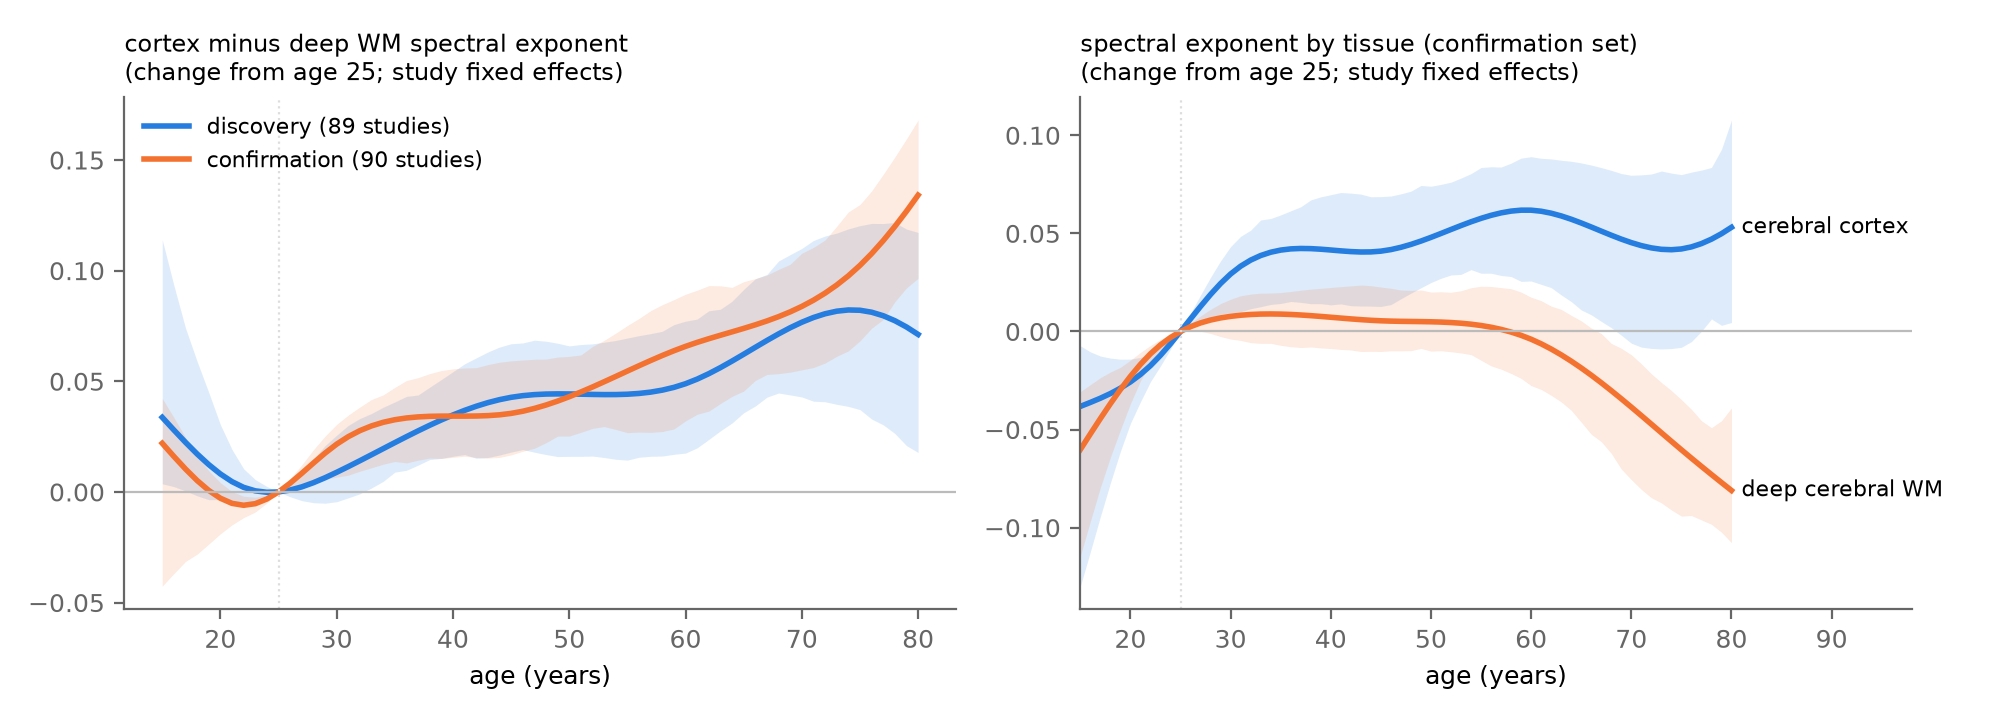 cortex minus deep WM spectral exponent
(change from age 25; study fixed effects)
discovery (89 studies)
confirmation (90 studies)
0.15
0.10
0.05
0.00
−0.05
20 30 40 50 60 70 80
age (years)
spectral exponent by tissue (confirmation set)
(change from age 25; study fixed effects)
0.10
0.05
0.00
−0.05
−0.10
cerebral cortex
deep cerebral WM
20 30 40 50 60 70 80 90
age (years)